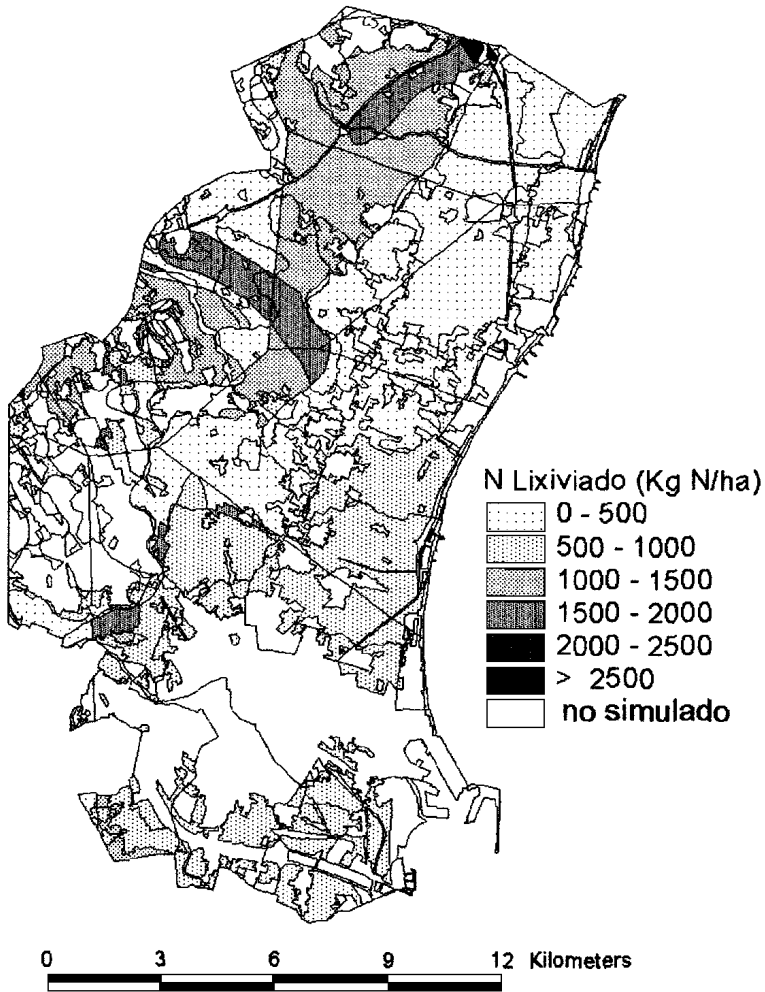 N Lixiviado (Kg N/ha)
0 - 500
500 - 1000
1000 - 1500
1500 - 2000
2000 - 2500
> 2500
no simulado
0 3 6 9 12 Kilometers